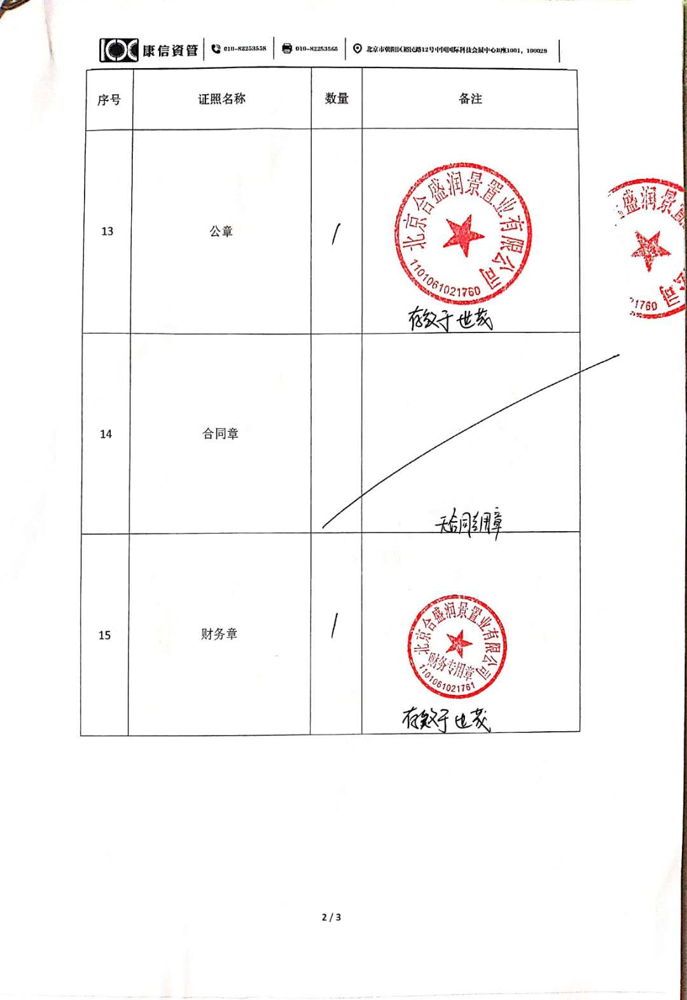 康信資管 010-82253558 010-82253565 北京市朝阳区裕民路12号中国国际科技会展中心B座1001，100029
序号 证照名称 数量 备注
13 公章 1
北京合盛润景置业有限公司
1101061021760
盛润景置
司
1760
存放于世茂
14 合同章
无合同专用章
15 财务章 1
北京合盛润景置业有限公司
财务专用章
1101061021761
存放于世茂
2 / 3